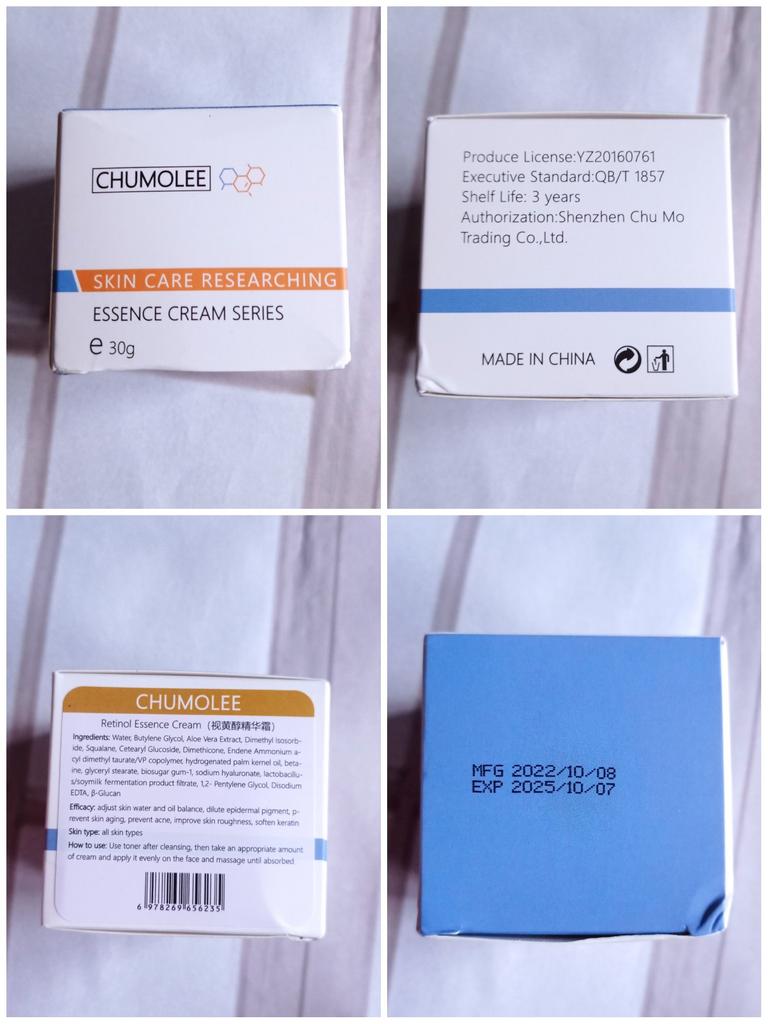 CHUMOLEE
SKIN CARE RESEARCHING
ESSENCE CREAM SERIES
e 30g
Produce License:YZ20160761
Executive Standard:QB/T 1857
Shelf Life: 3 years
Authorization:Shenzhen Chu Mo
Trading Co.,Ltd.
MADE IN CHINA
CHUMOLEE
Retinol Essence Cream (视黄醇精华霜)
Ingredients: Water, Butylene Glycol, Aloe Vera Extract, Dimethyl Isosorb-
ide, Squalane, Cetearyl Glucoside, Dimethicone, Endene Ammonium a-
cyl dimethyl taurate/VP copolymer, hydrogenated palm kernel oil, beta-
ine, glyceryl stearate, biosugar gum-1, sodium hyaluronate, lactobacillu-
s/soymilk fermentation product filtrate, 1,2- Pentylene Glycol, Disodium
EDTA, β-Glucan
Efficacy: adjust skin water and oil balance, dilute epidermal pigment, p-
revent skin aging, prevent acne, improve skin roughness, soften keratin
Skin type: all skin types
How to use: Use toner after cleansing, then take an appropriate amount
of cream and apply it evenly on the face and massage until absorbed
6 978269 656235
MFG 2022/10/08
EXP 2025/10/07